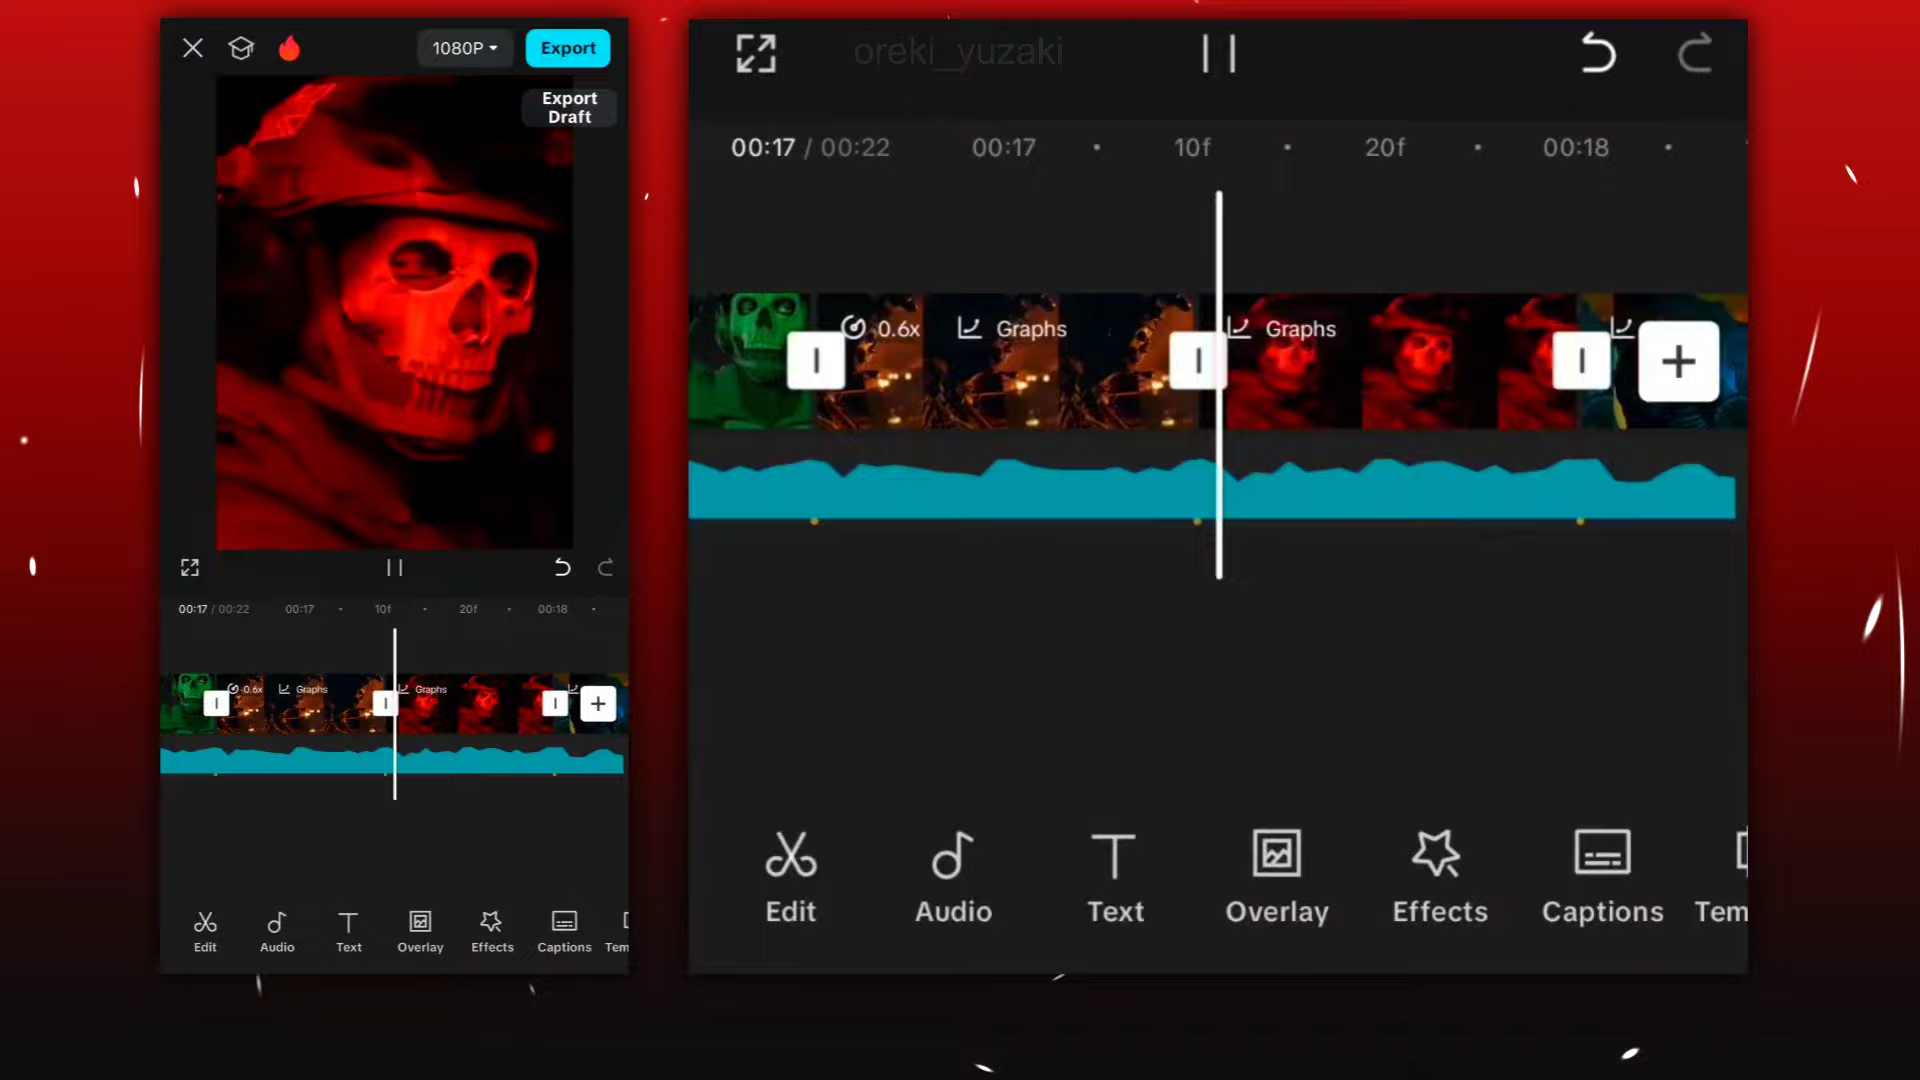 1080P
Export
Export
Draft
00:17 / 00:22
00:17
10f
20f
00:18
0.6x
Graphs
Graphs
Edit
Audio
Text
Overlay
Effects
Captions
Tem
oreki_yuzaki
00:17 / 00:22
00:17
10f
20f
00:18
0.6x
Graphs
Graphs
Edit
Audio
Text
Overlay
Effects
Captions
Tem